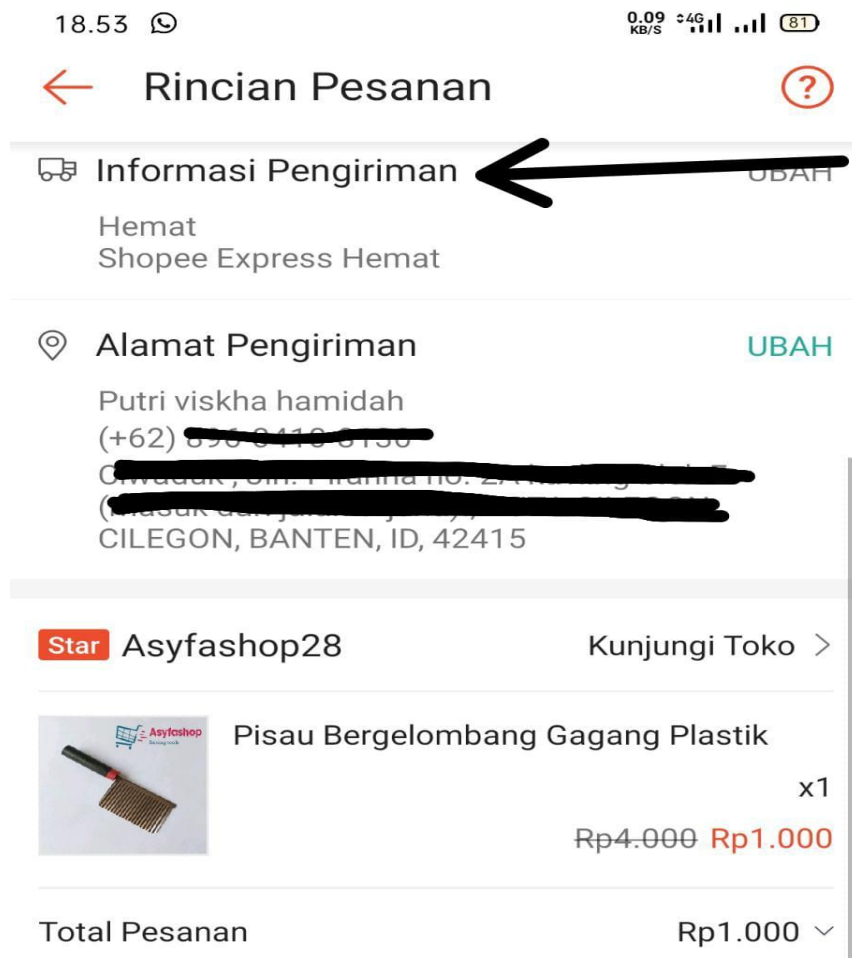 18.53 0.09 KB/S 4G 81
Rincian Pesanan ?
Informasi Pengiriman UBAH
Hemat
Shopee Express Hemat
Alamat Pengiriman UBAH
Putri viskha hamidah
(+62)
CILEGON, BANTEN, ID, 42415
Star Asyfashop28 Kunjungi Toko
Asyfashop
Pisau Bergelombang Gagang Plastik
x1
Rp4.000 Rp1.000
Total Pesanan Rp1.000